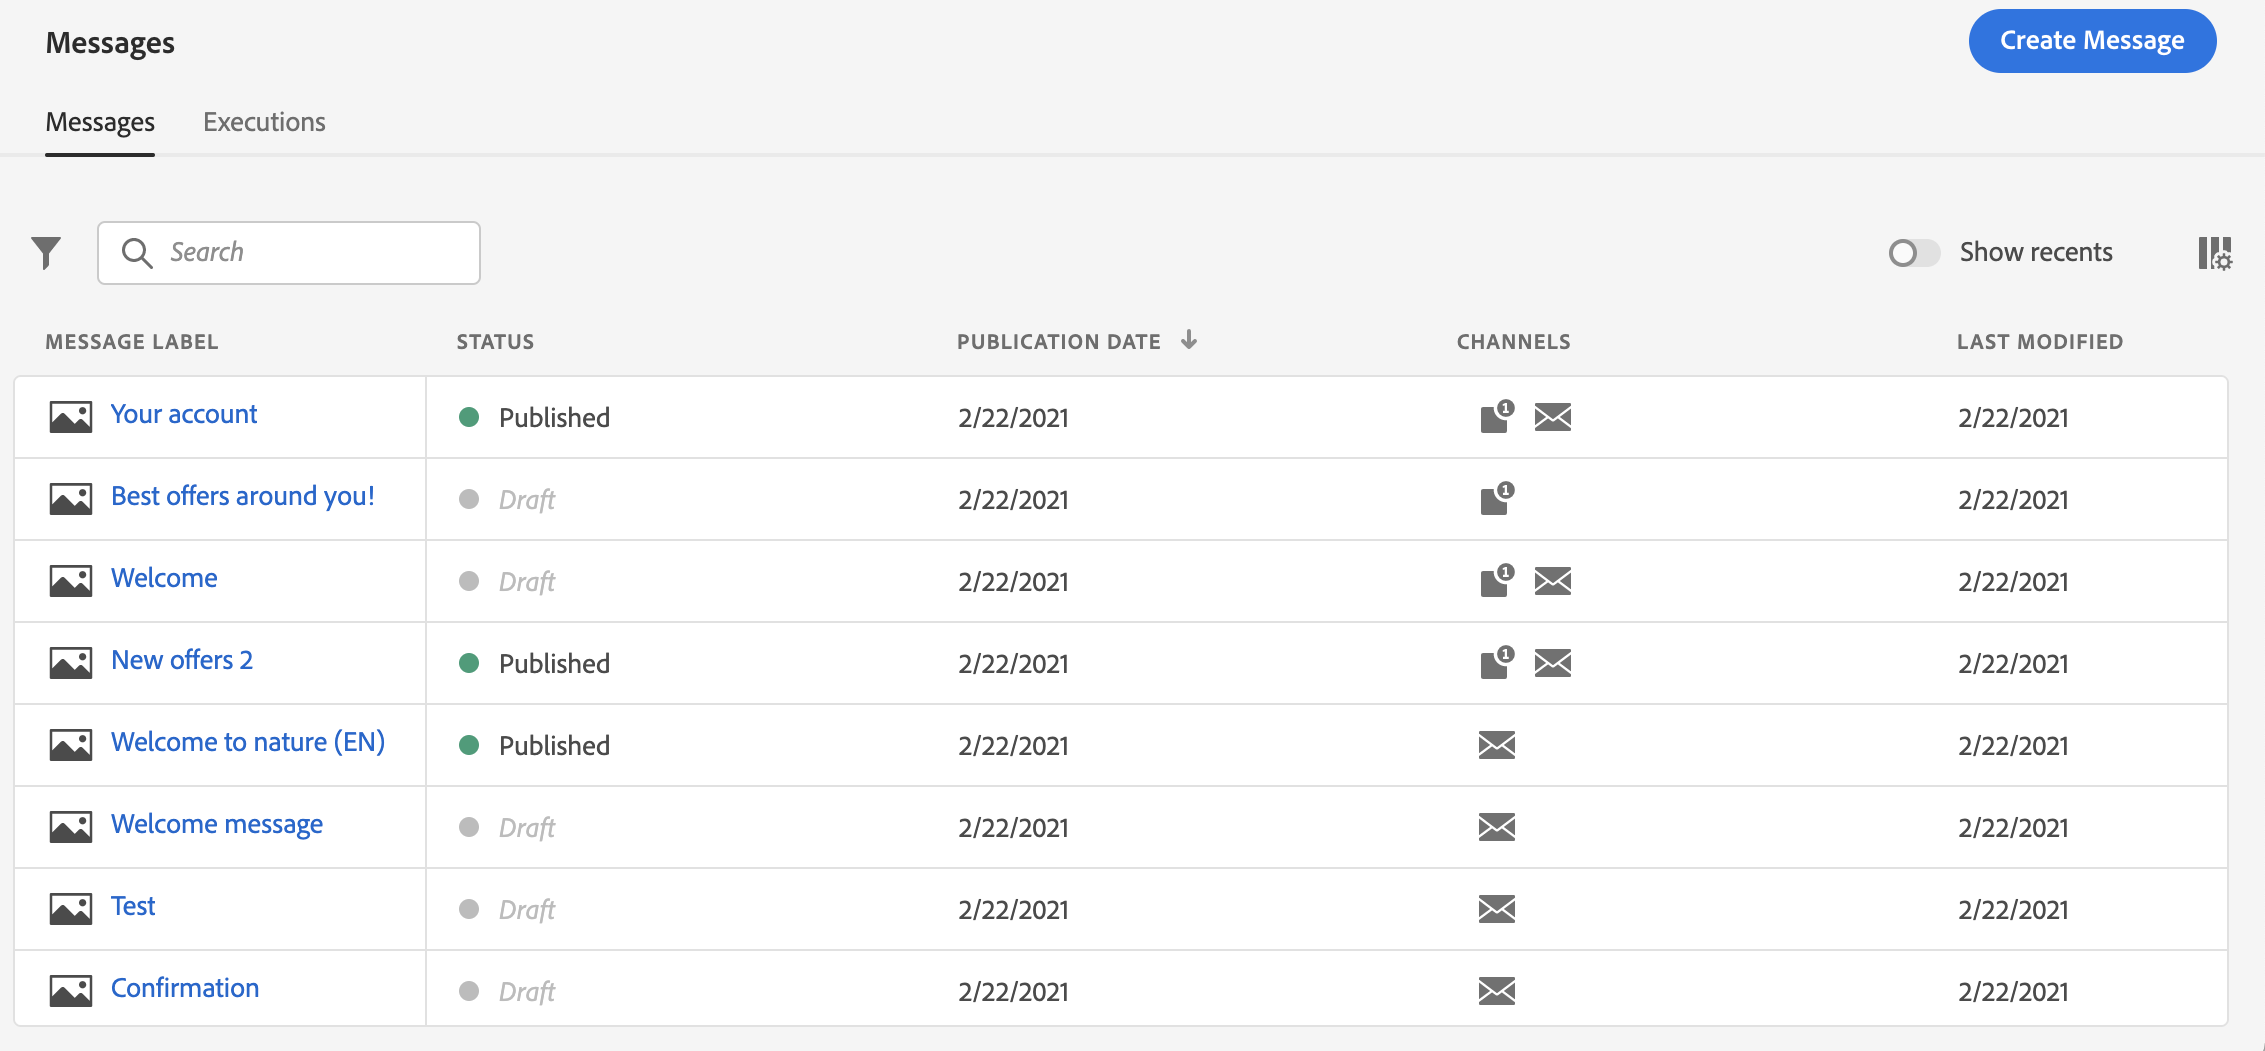 Messages
Create Message
Messages Executions
Search
Show recents
MESSAGE LABEL STATUS PUBLICATION DATE CHANNELS LAST MODIFIED
Your account Published 2/22/2021 1 2/22/2021
Best offers around you! Draft 2/22/2021 1 2/22/2021
Welcome Draft 2/22/2021 1 2/22/2021
New offers 2 Published 2/22/2021 1 2/22/2021
Welcome to nature (EN) Published 2/22/2021 2/22/2021
Welcome message Draft 2/22/2021 2/22/2021
Test Draft 2/22/2021 2/22/2021
Confirmation Draft 2/22/2021 2/22/2021